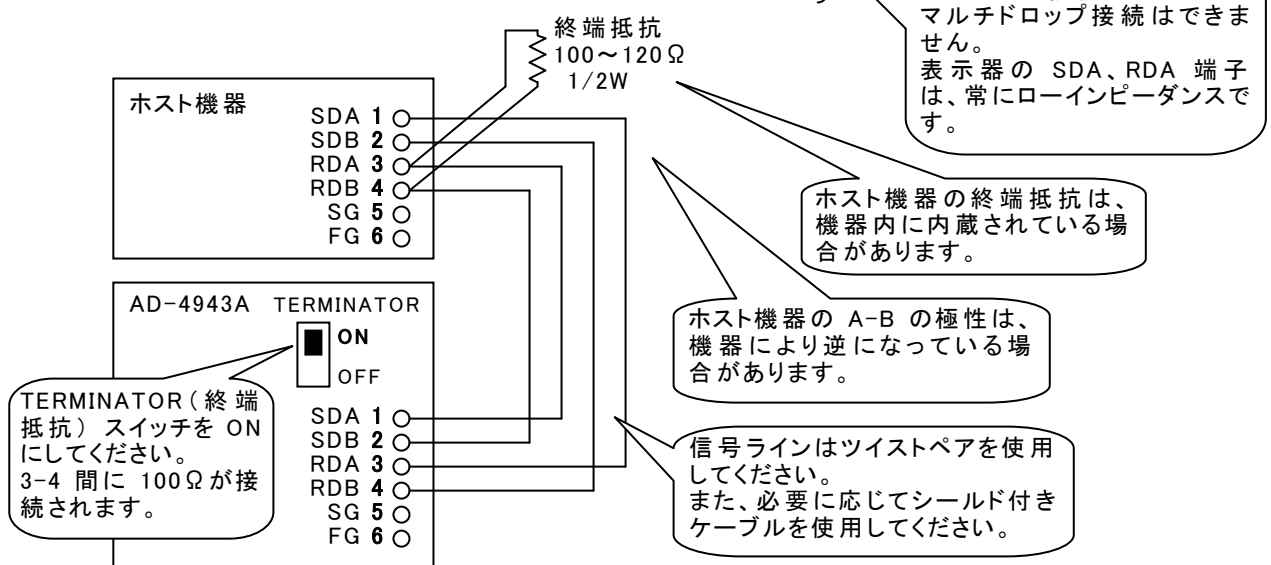 マルチドロップ接続はできま
せん。
表示器の SDA、RDA 端子
は、常にローインピーダンスで
す。
終端抵抗
100～120Ω
1/2W
ホスト機器
SDA 1
SDB 2
RDA 3
RDB 4
SG 5
FG 6
ホスト機器の終端抵抗は、
機器内に内蔵されている場
合があります。
AD-4943A TERMINATOR
ON
OFF
ホスト機器の A-B の極性は、
機器により逆になっている場
合があります。
TERMINATOR（終端
抵抗）スイッチを ON
にしてください。
3-4 間に 100Ωが接
続されます。
SDA 1
SDB 2
RDA 3
RDB 4
SG 5
FG 6
信号ラインはツイストペアを使用
してください。
また、必要に応じてシールド付き
ケーブルを使用してください。